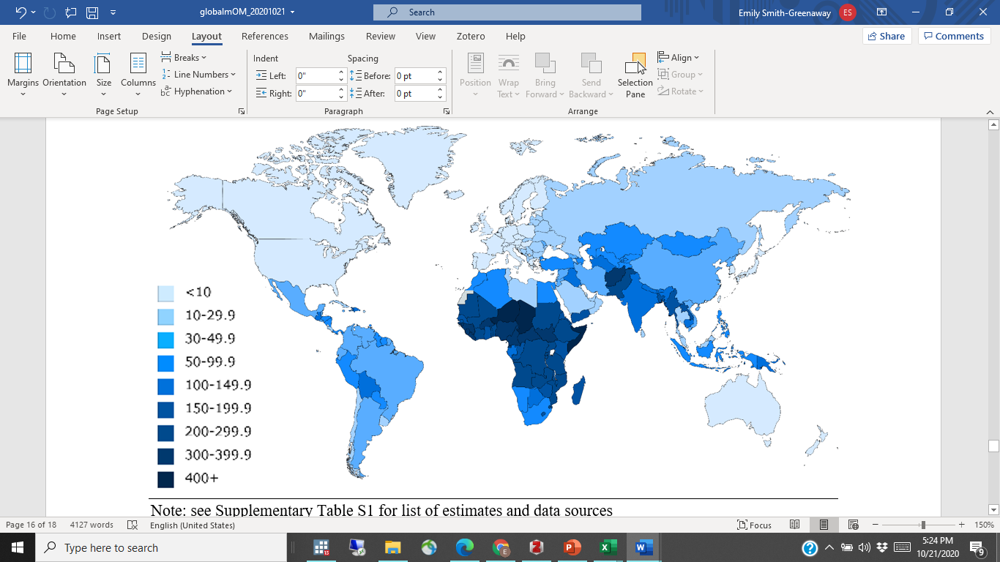 globalmOM_20201021
Search
Emily Smith-Greenaway
ES
File Home Insert Design Layout References Mailings Review View Zotero Help
Share Comments
Margins Orientation Size Columns
Breaks
Line Numbers
Hyphenation
Page Setup
Indent Spacing
Left: 0" Before: 0 pt
Right: 0" After: 0 pt
Paragraph
Position Wrap Text Bring Forward Send Backward Selection Pane
Align
Group
Rotate
Arrange
<10
10-29.9
30-49.9
50-99.9
100-149.9
150-199.9
200-299.9
300-399.9
400+
Note: see Supplementary Table S1 for list of estimates and data sources
Page 16 of 18 4127 words English (United States) Focus 150%
Type here to search
5:24 PM
10/21/2020
9